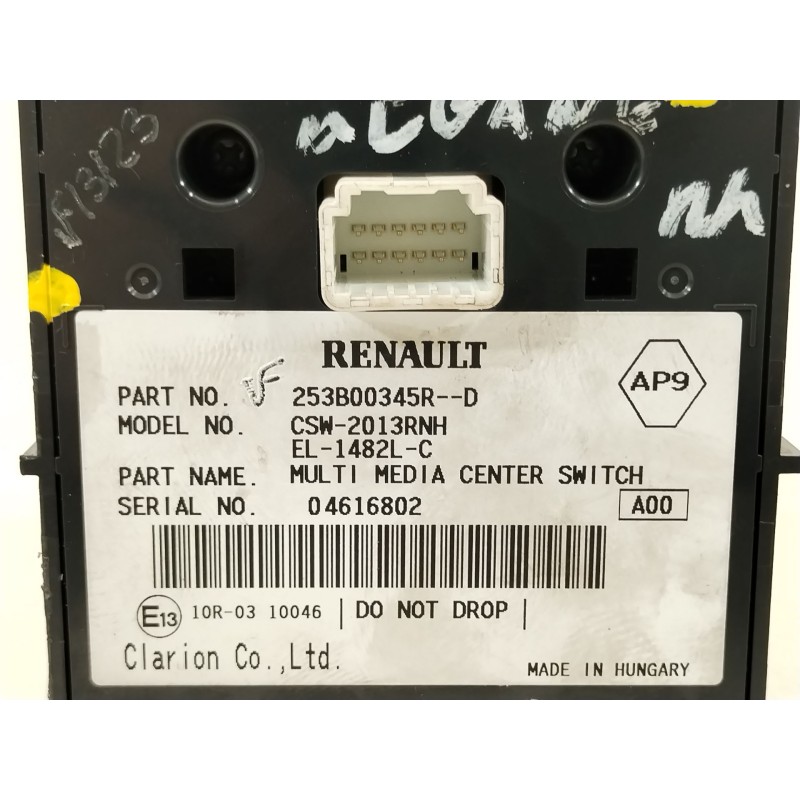 RENAULT
PART NO. 253B00345R--D
MODEL NO. CSW-2013RNH
EL-1482L-C
PART NAME. MULTI MEDIA CENTER SWITCH
SERIAL NO. 04616802 A00
AP9
E13 10R-03 10046 | DO NOT DROP |
Clarion Co.,Ltd.
MADE IN HUNGARY